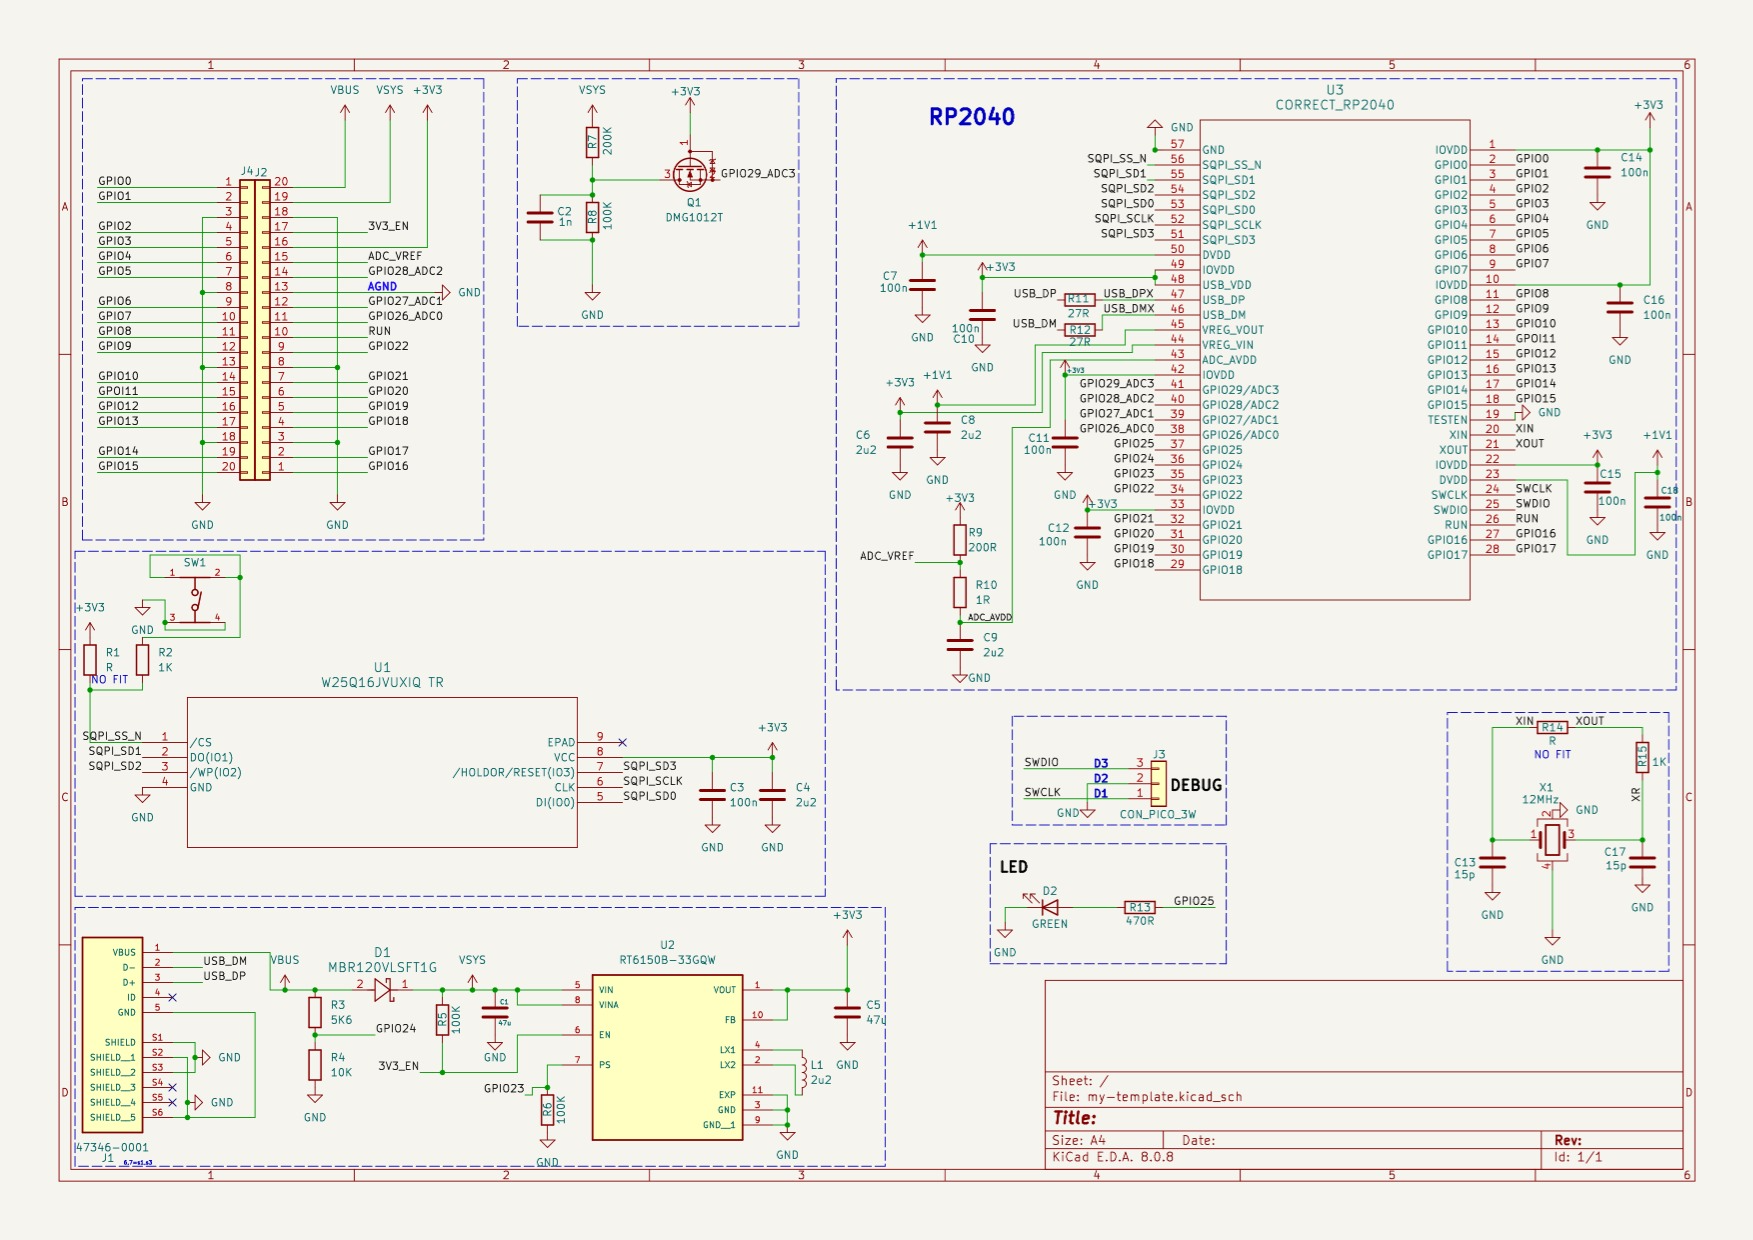 1 2 3 4 5 6
A
B
C
D
VBUS VSYS +3V3
J4 J2
GPIO0 1 20
GPIO1 2 19
3 18
GPIO2 4 17 3V3_EN
GPIO3 5 16
GPIO4 6 15 ADC_VREF
GPIO5 7 14 GPIO28_ADC2
8 13 AGND GND
GPIO6 9 12 GPIO27_ADC1
GPIO7 10 11 GPIO26_ADC0
GPIO8 11 10 RUN
GPIO9 12 9 GPIO22
13 8
GPIO10 14 7 GPIO21
GPOI11 15 6 GPIO20
GPIO12 16 5 GPIO19
GPIO13 17 4 GPIO18
18 3
GPIO14 19 2 GPIO17
GPIO15 20 1 GPIO16
GND GND
VSYS +3V3
R7 200K
1
3
GPIO29_ADC3
Q1
DMG1012T
C2
1n
R8 100K
GND
RP2040
U3
CORRECT_RP2040
GND
57 GND
SQPI_SS_N 56 SQPI_SS_N
SQPI_SD1 55 SQPI_SD1
SQPI_SD2 54 SQPI_SD2
SQPI_SD0 53 SQPI_SD0
SQPI_SCLK 52 SQPI_SCLK
SQPI_SD3 51 SQPI_SD3
50 DVDD
49 IOVDD
48 USB_VDD
USB_DP R11 27R USB_DPX 47 USB_DP
USB_DM R12 27R USB_DMX 46 USB_DM
45 VREG_VOUT
44 VREG_VIN
43 ADC_AVDD
42 IOVDD
GPIO29_ADC3 41 GPIO29/ADC3
GPIO28_ADC2 40 GPIO28/ADC2
GPIO27_ADC1 39 GPIO27/ADC1
GPIO26_ADC0 38 GPIO26/ADC0
GPIO25 37 GPIO25
GPIO24 36 GPIO24
GPIO23 35 GPIO23
GPIO22 34 GPIO22
33 IOVDD
GPIO21 32 GPIO21
GPIO20 31 GPIO20
GPIO19 30 GPIO19
GPIO18 29 GPIO18
IOVDD 1
GPIO0 2 GPIO0
GPIO1 3 GPIO1
GPIO2 4 GPIO2
GPIO3 5 GPIO3
GPIO4 6 GPIO4
GPIO5 7 GPIO5
GPIO6 8 GPIO6
GPIO7 9 GPIO7
IOVDD 10
GPIO8 11 GPIO8
GPIO9 12 GPIO9
GPIO10 13 GPIO10
GPIO11 14 GPOI11
GPIO12 15 GPIO12
GPIO13 16 GPIO13
GPIO14 17 GPIO14
GPIO15 18 GPIO15
TESTEN 19 GND
XIN 20 XIN
XOUT 21 XOUT
IOVDD 22
DVDD 23
SWCLK 24 SWCLK
SWDIO 25 SWDIO
RUN 26 RUN
GPIO16 27 GPIO16
GPIO17 28 GPIO17
+3V3
C14
100n
GND
C16
100n
GND
+3V3 +1V1
C15
100n
GND
C18
100n
GND
+1V1
C7
100n
GND
+3V3
100n
C10
GND
+3V3 +1V1
C6
2u2
GND
C8
2u2
GND
+3V3
C11
100n
GND
+3V3
C12
100n
GND
+3V3
R9
200R
ADC_VREF
R10
1R
ADC_AVDD
C9
2u2
GND
SW1
1 2
3 4
GND
+3V3
R1
R
NO FIT
R2
1K
U1
W25Q16JVUXIQ TR
SQPI_SS_N 1 /CS
SQPI_SD1 2 DO(IO1)
SQPI_SD2 3 /WP(IO2)
4 GND
GND
EPAD 9
VCC 8
/HOLDOR/RESET(IO3) 7 SQPI_SD3
CLK 6 SQPI_SCLK
DI(IO0) 5 SQPI_SD0
+3V3
C3
100n
GND
C4
2u2
GND
SWDIO D3 3 J3
D2 2 DEBUG
SWCLK D1 1
GND CON_PICO_3W
LED
D2
GREEN
R13
470R
GPIO25
GND
XIN R14 XOUT
R
NO FIT
R15 1K
XR
X1
12MHz
GND
1 2 3 4
C13
15p
GND
C17
15p
GND
GND
VBUS 1
D- 2 USB_DM
D+ 3 USB_DP
ID 4
GND 5
SHIELD S1
SHIELD__1 S2 GND
SHIELD__2 S3
SHIELD__3 S4
SHIELD__4 S5 GND
SHIELD__5 S6
47346-0001
J1
6,7=s1,s3
VBUS
D1
MBR120VLSFT1G
2 1
VSYS
R3
5K6
GPIO24
R4
10K
GND
R5 100K
C1
47u
GND
3V3_EN
GPIO23
R6 100K
GND
U2
RT6150B-33GQW
5 VIN
8 VINA
6 EN
7 PS
VOUT 1
FB 10
LX1 4
LX2 2
EXP 11
GND 3
GND__1 9
GND
+3V3
C5
47u
GND
L1
2u2
Sheet: /
File: my-template.kicad_sch
Title:
Size: A4 Date: Rev:
KiCad E.D.A. 8.0.8 Id: 1/1
1 2 3 4 5 6
A
B
C
D